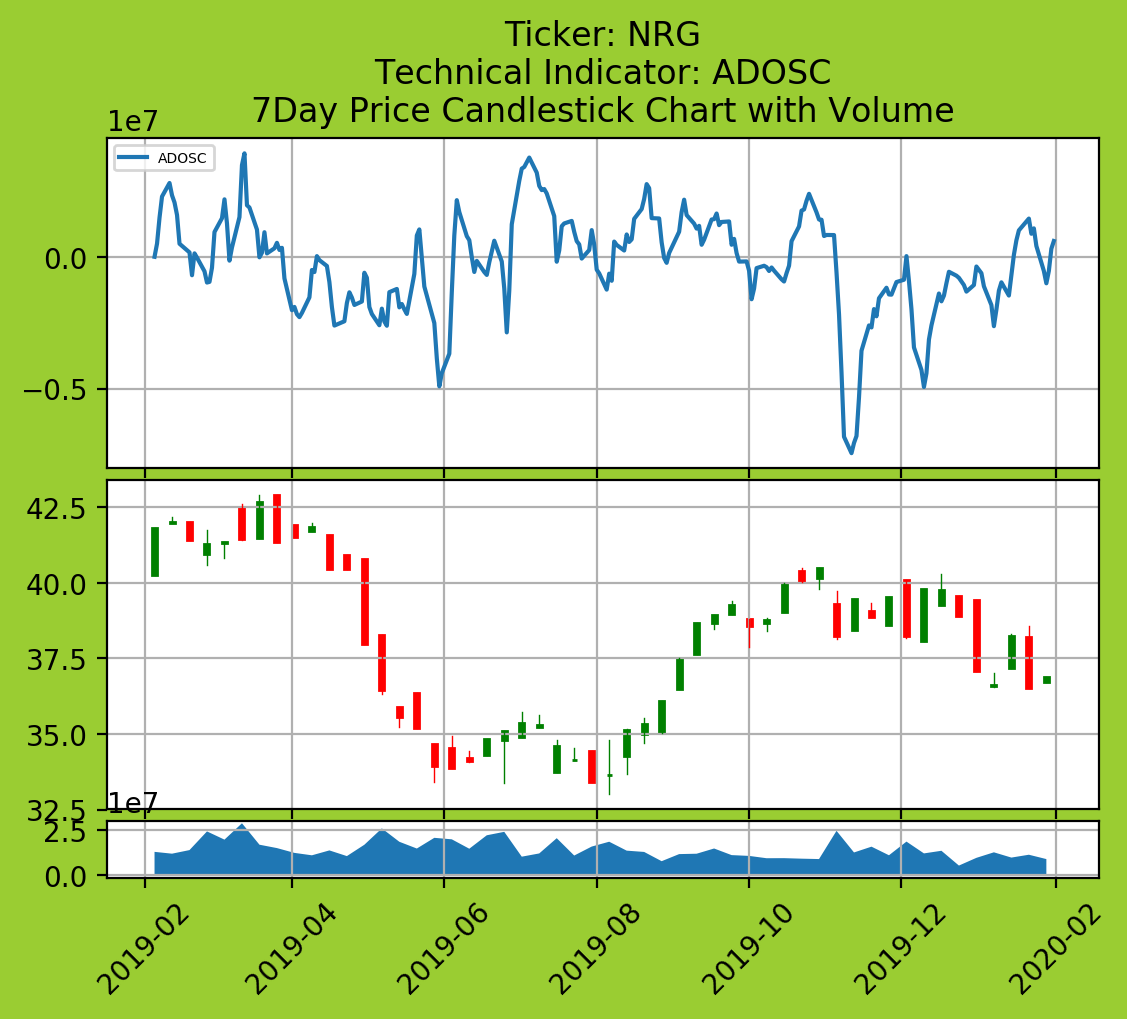 Ticker: NRG
Technical Indicator: ADOSC
7Day Price Candlestick Chart with Volume
1e7
ADOSC
0.0
−0.5
42.5
40.0
37.5
35.0
32.5
1e7
2.5
0.0
2019-02
2019-04
2019-06
2019-08
2019-10
2019-12
2020-02